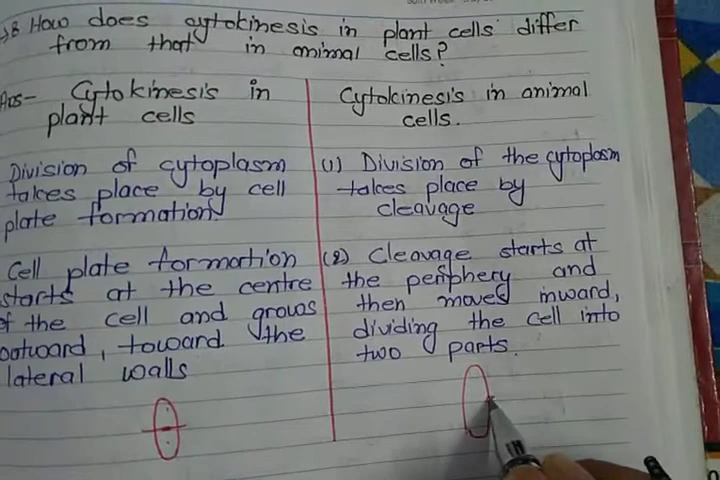 B How does cytokinesis in plant cells differ
from that in animal cells?
Ans- Cytokinesis in
plant cells
Division of cytoplasm
takes place by cell
plate formation
Cell plate formation
starts at the centre
of the cell and grows
outward, toward the
lateral walls
Cytokinesis in animal
cells.
(1) Division of the cytoplasm
takes place by
cleavage
(2) Cleavage starts at
the periphery and
then moves inward,
dividing the cell into
two parts.